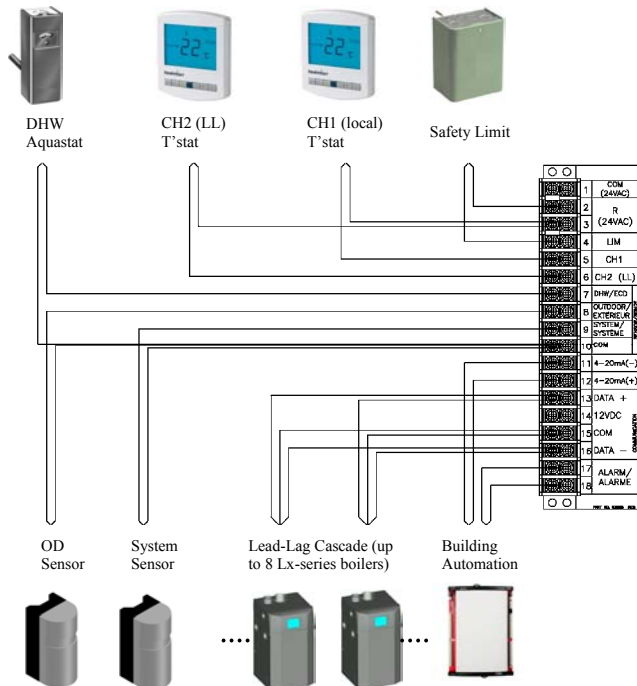 DHW
Aquastat
CH2 (LL)
T'stat
CH1 (local)
T'stat
Safety Limit
1 COM
(24VAC)
2
R
(24VAC)
3
4 LIM
5 CH1
6 CH2 (LL)
7 DHW/ECD
8 OUTDOOR/
EXTÉRIEUR
9 SYSTEM/
SYSTÈME
10 COM
11 4-20mA(-)
12 4-20mA(+)
13 DATA +
14 12VDC
15 COM
16 DATA -
COMMUNICATION
17
ALARM/
ALARME
18
OD
Sensor
System
Sensor
Lead-Lag Cascade (up
to 8 Lx-series boilers)
Building
Automation
22